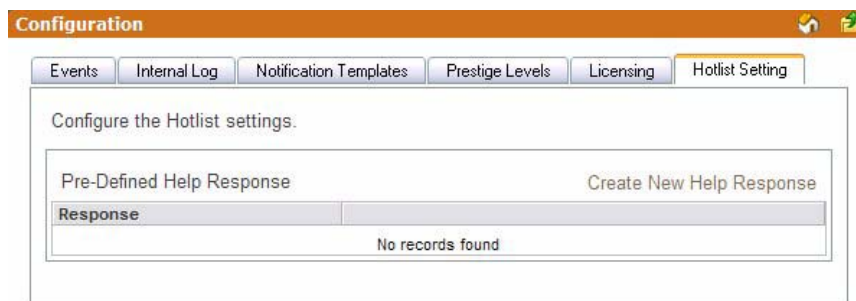 Configuration
Events Internal Log Notification Templates Prestige Levels Licensing Hotlist Setting
Configure the Hotlist settings.
Pre-Defined Help Response Create New Help Response
Response
No records found